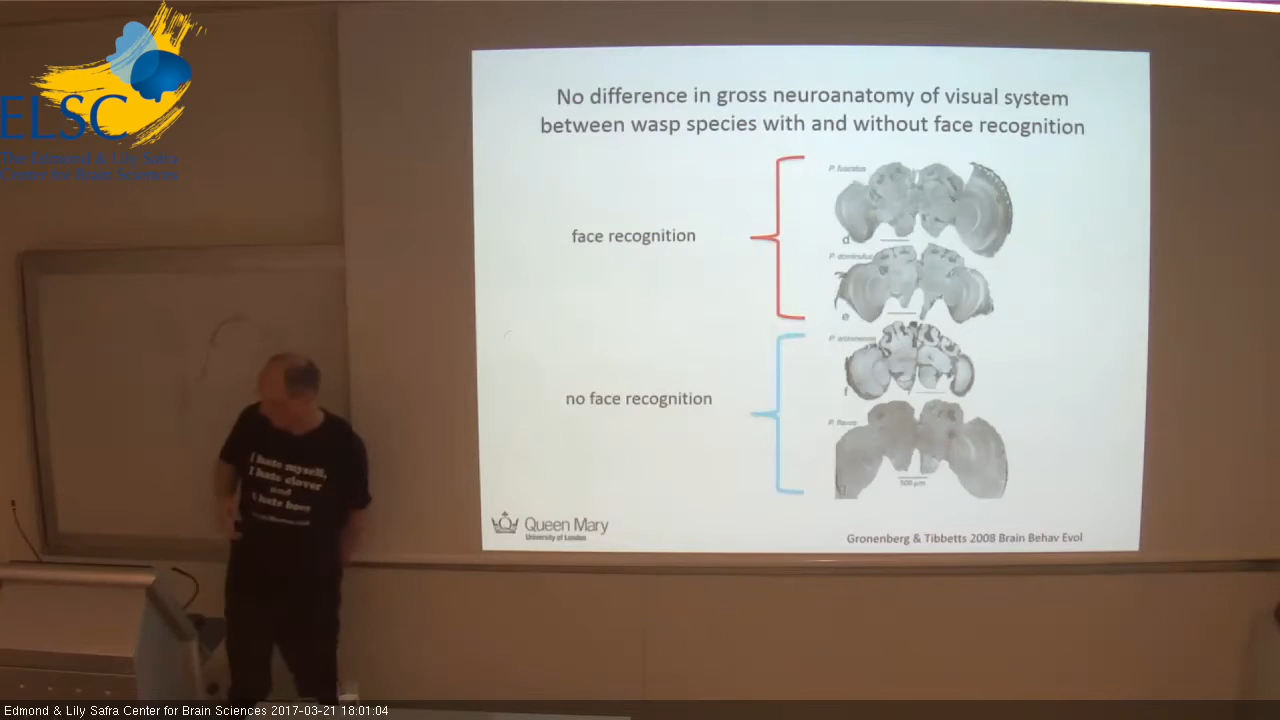 ELSC
The Edmond & Lily Safra
Center for Brain Sciences
No difference in gross neuroanatomy of visual system
between wasp species with and without face recognition
face recognition
no face recognition
P. fuscatus
d
P. dominulus
e
f
P. flavus
500 µm
I hate myself,
I hate clover
and
I hate bees
Queen Mary
University of London
Gronenberg & Tibbetts 2008 Brain Behav Evol
Edmond & Lily Safra Center for Brain Sciences 2017-03-21 18:01:04